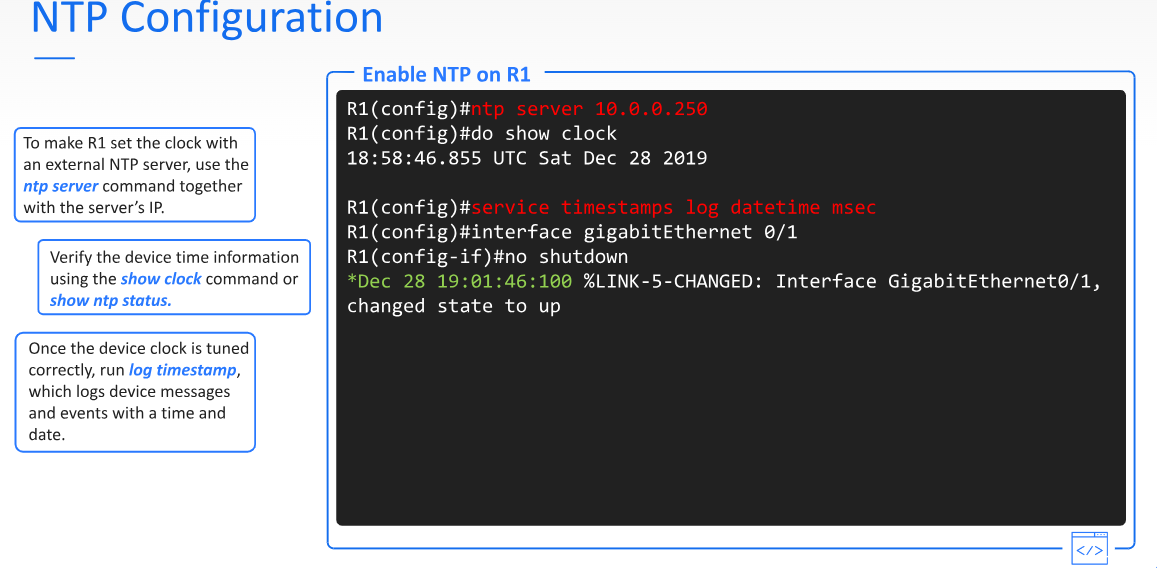 NTP Configuration
Enable NTP on R1
To make R1 set the clock with
an external NTP server, use the
ntp server command together
with the server’s IP.
Verify the device time information
using the show clock command or
show ntp status.
Once the device clock is tuned
correctly, run log timestamp,
which logs device messages
and events with a time and
date.
R1(config)#ntp server 10.0.0.250
R1(config)#do show clock
18:58:46.855 UTC Sat Dec 28 2019
R1(config)#service timestamps log datetime msec
R1(config)#interface gigabitEthernet 0/1
R1(config-if)#no shutdown
*Dec 28 19:01:46:100 %LINK-5-CHANGED: Interface GigabitEthernet0/1,
changed state to up
</>